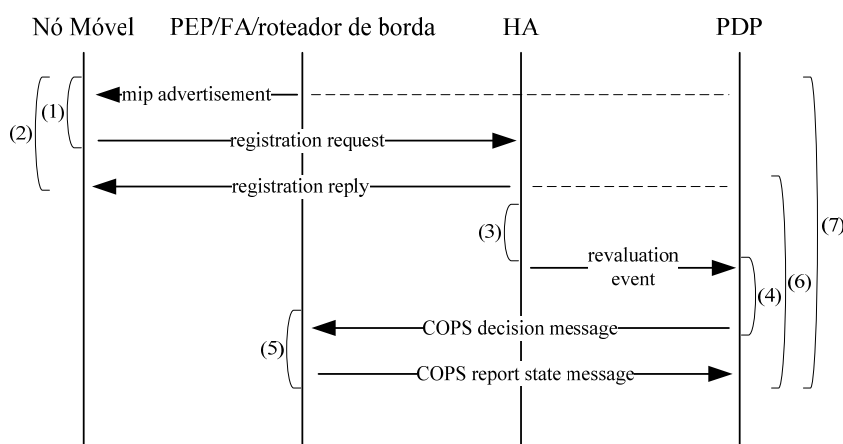 Nó Móvel
PEP/FA/roteador de borda
HA
PDP
mip advertisement
(1)
(2)
registration request
registration reply
(3)
(7)
revaluation
event
(4)
(6)
COPS decision message
(5)
COPS report state message